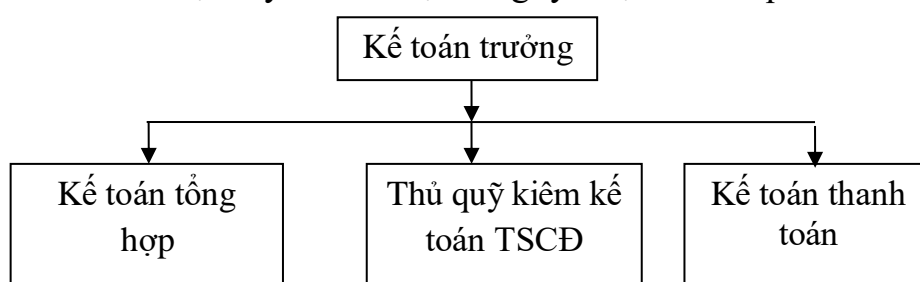 Kế toán trưởng
Kế toán tổng
hợp
Thủ quỹ kiêm kế
toán TSCĐ
Kế toán thanh
toán